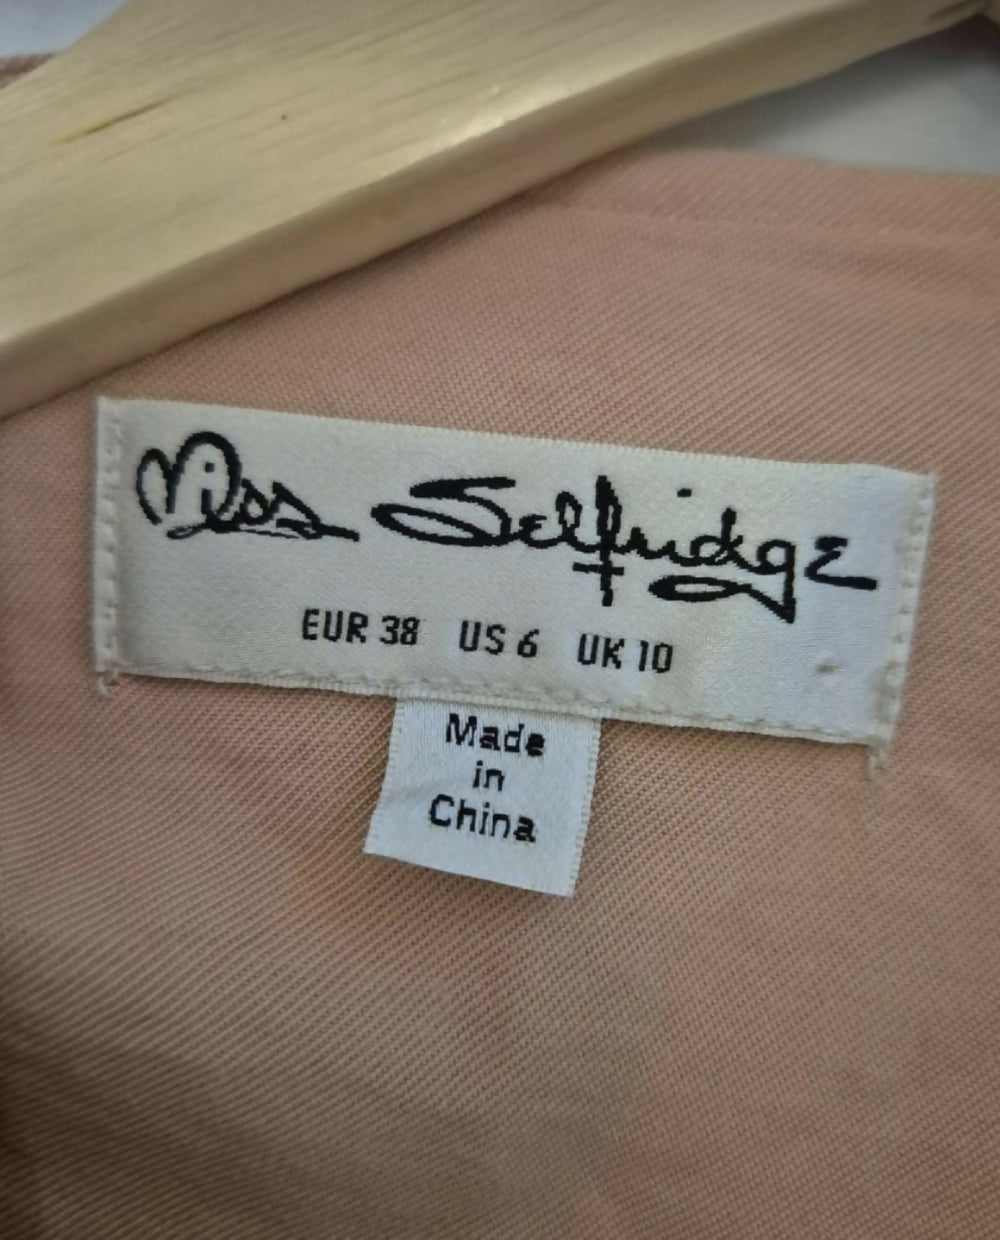 Miss Selfridge
EUR 38 US 6 UK 10
Made
in
China